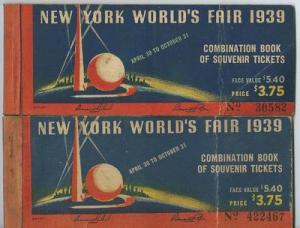 NEW YORK WORLD'S FAIR 1939
APRIL 30 TO OCTOBER 31
COMBINATION BOOK
OF SOUVENIR TICKETS
FACE VALUE $5.40
PRICE $3.75
No 30582
NEW YORK WORLD'S FAIR 1939
APRIL 30 TO OCTOBER 31
COMBINATION BOOK
OF SOUVENIR TICKETS
FACE VALUE $5.40
PRICE $3.75
No 422467